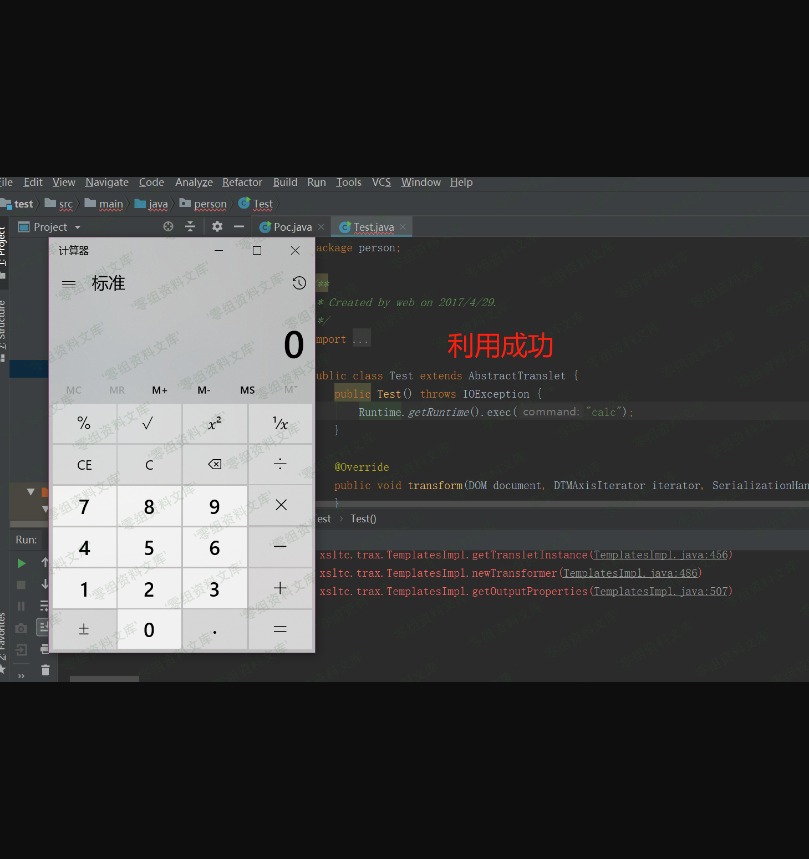 File Edit View Navigate Code Analyze Refactor Build Run Tools VCS Window Help
test src main java person Test
Project Poc.java Test.java
1: Project
计算器
ackage person;
标准
**
* Created by web on 2017/4/29.
*/
0
mport ...
利用成功
MC MR M+ M- MS M˅
ublic class Test extends AbstractTranslet {
public Test() throws IOException {
% √ x² ¹/x
Runtime.getRuntime().exec( command: "calc");
}
CE C ⌫ ÷
@Override
public void transform(DOM document, DTMAxisIterator iterator, SerializationHan
7 8 9 ×
}
est › Test()
Z: Structure
Run:
4 5 6 −
xsltc.trax.TemplatesImpl.getTransletInstance(TemplatesImpl.java:456)
xsltc.trax.TemplatesImpl.newTransformer(TemplatesImpl.java:486)
1 2 3 +
xsltc.trax.TemplatesImpl.getOutputProperties(TemplatesImpl.java:507)
± 0 . =
2: Favorites
»
零组资料文库